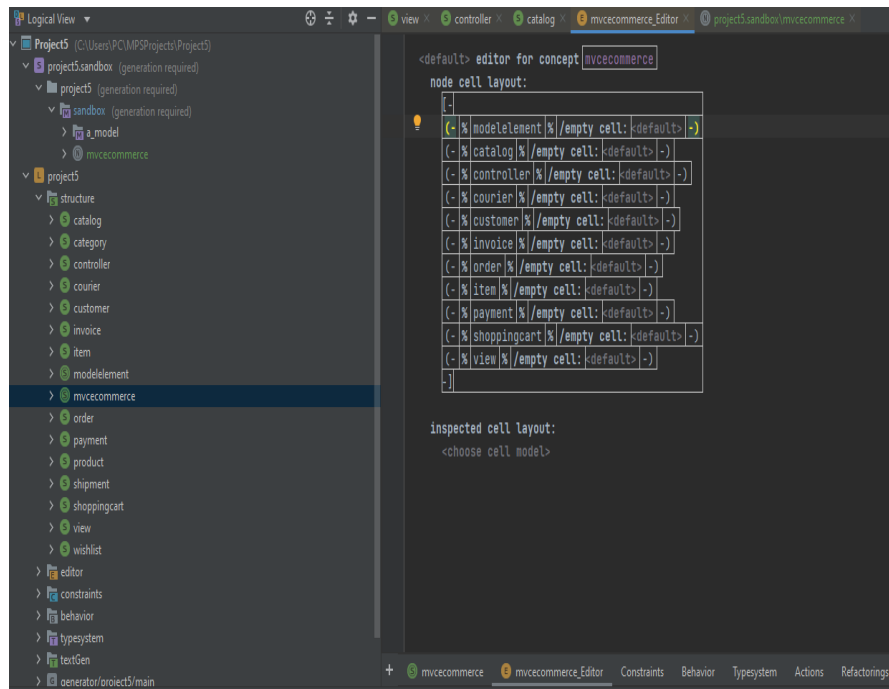 Logical View
view
controller
catalog
mvcecommerce_Editor
project5.sandbox\mvcecommerce
Project5 (C:\Users\PC\MPSProjects\Project5)
project5.sandbox (generation required)
project5 (generation required)
sandbox (generation required)
a_model
mvcecommerce
project5
structure
catalog
category
controller
courier
customer
invoice
item
modelelement
mvcecommerce
order
payment
product
shipment
shoppingcart
view
wishlist
editor
constraints
behavior
typesystem
textGen
generator/project5/main
<default> editor for concept mvcecommerce
node cell layout:
[-
(- % modelelement % /empty cell: <default> -)
(- % catalog % /empty cell: <default> -)
(- % controller % /empty cell: <default> -)
(- % courier % /empty cell: <default> -)
(- % customer % /empty cell: <default> -)
(- % invoice % /empty cell: <default> -)
(- % order % /empty cell: <default> -)
(- % item % /empty cell: <default> -)
(- % payment % /empty cell: <default> -)
(- % shoppingcart % /empty cell: <default> -)
(- % view % /empty cell: <default> -)
-]
inspected cell layout:
<choose cell model>
+ mvcecommerce mvcecommerce_Editor Constraints Behavior Typesystem Actions Refactorings